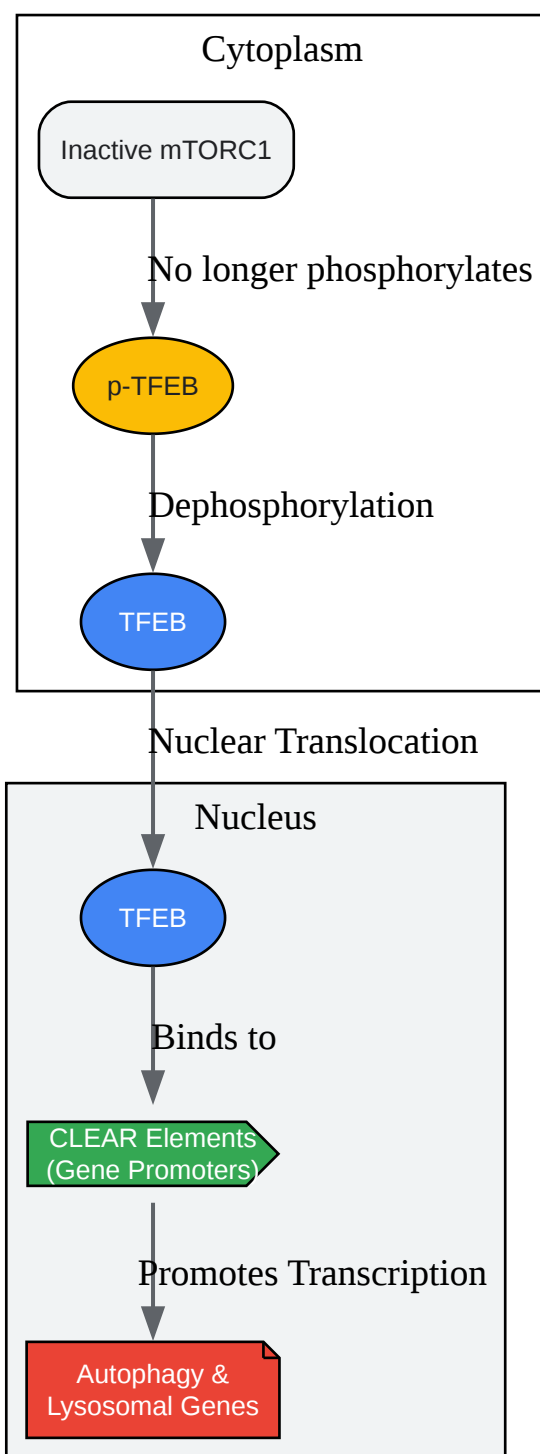 Cytoplasm
Inactive mTORC1
No longer phosphorylates
p-TFEB
Dephosphorylation
TFEB
Nuclear Translocation
Nucleus
TFEB
Binds to
CLEAR Elements
(Gene Promoters)
Promotes Transcription
Autophagy &
Lysosomal Genes